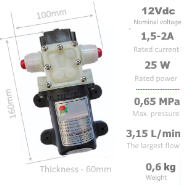 100mm
160mm
Thickness - 60mm
12Vdc
Nominal voltage
1,5-2A
Rated current
25 W
Rated power
0,65 MPa
Max. pressure
3,15 L/min
The largest flow
0,6 kg
Weight